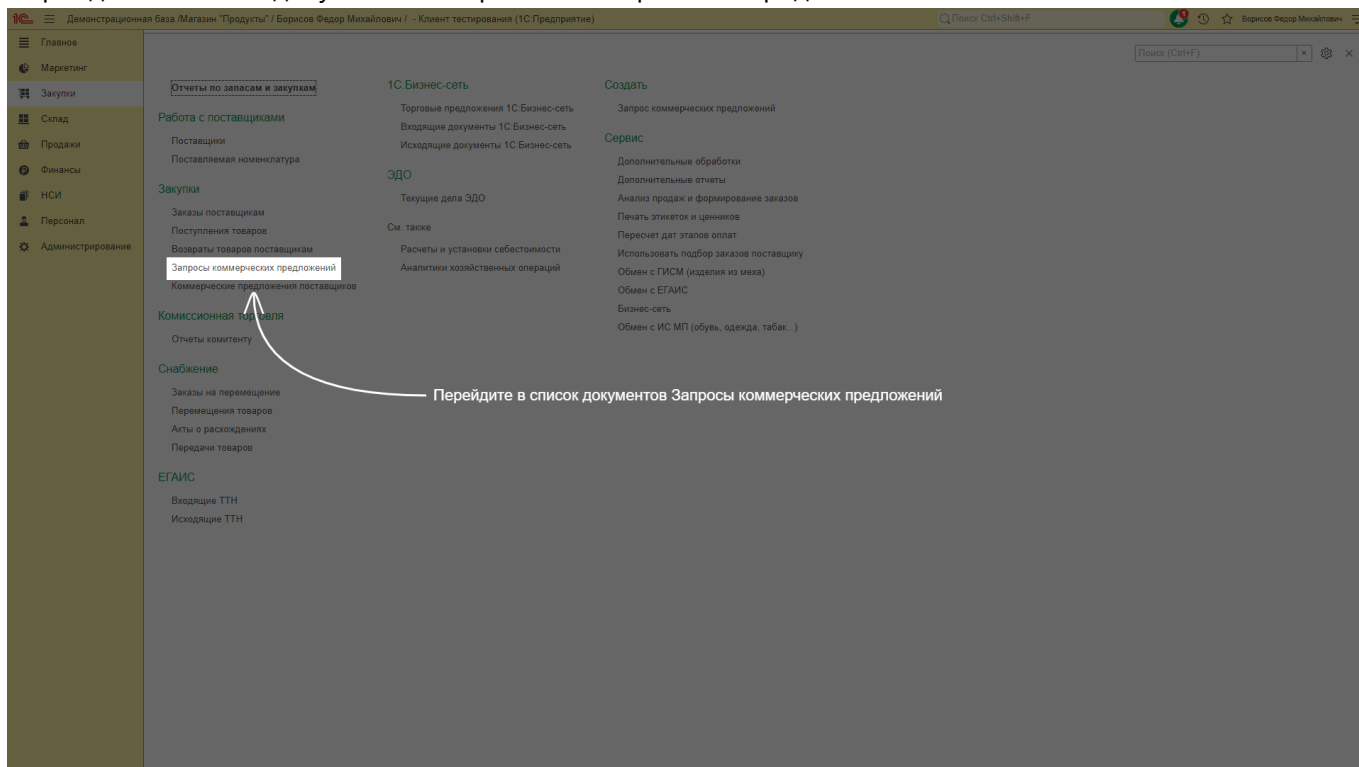 1С Демонстрационная база /Магазин "Продукты" / Борисов Федор Михайлович / - Клиент тестирования (1С:Предприятие)
Поиск Ctrl+Shift+F
Борисов Федор Михайлович
Главное
Маркетинг
Закупки
Склад
Продажи
Финансы
НСИ
Персонал
Администрирование
Поиск (Ctrl+F)
Отчеты по запасам и закупкам
Работа с поставщиками
Поставщики
Поставляемая номенклатура
Закупки
Заказы поставщикам
Поступления товаров
Возвраты товаров поставщикам
Запросы коммерческих предложений
Коммерческие предложения поставщиков
Комиссионная торговля
Отчеты комитенту
Снабжение
Заказы на перемещение
Перемещения товаров
Акты о расхождениях
Передачи товаров
ЕГАИС
Входящие ТТН
Исходящие ТТН
1С:Бизнес-сеть
Торговые предложения 1С:Бизнес-сеть
Входящие документы 1С:Бизнес-сеть
Исходящие документы 1С:Бизнес-сеть
ЭДО
Текущие дела ЭДО
См. также
Расчеты и установки себестоимости
Аналитики хозяйственных операций
Создать
Запрос коммерческих предложений
Сервис
Дополнительные обработки
Дополнительные отчеты
Анализ продаж и формирование заказов
Печать этикеток и ценников
Пересчет дат этапов оплат
Использовать подбор заказов поставщику
Обмен с ГИСМ (изделия из меха)
Обмен с ЕГАИС
Бизнес-сеть
Обмен с ИС МП (обувь, одежда, табак...)
Перейдите в список документов Запросы коммерческих предложений